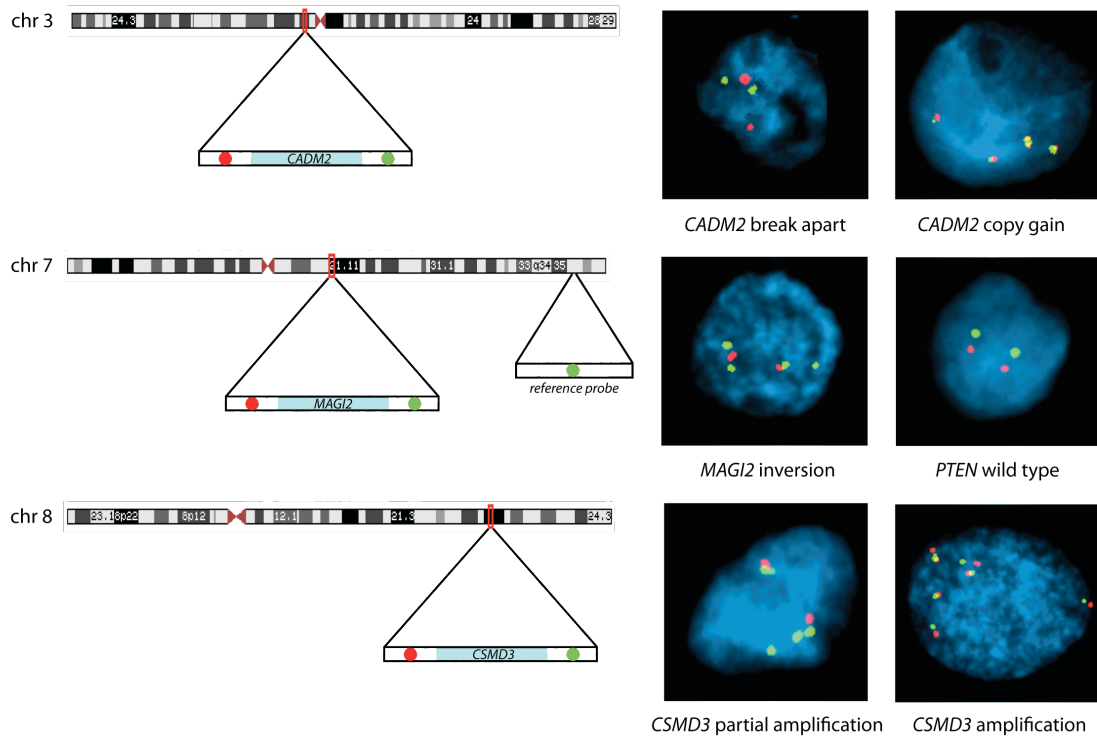 chr 3
24.3
24
28
29
CADM2
CADM2 break apart
CADM2 copy gain
chr 7
21.11
31.1
33
q34
35
MAGI2
reference probe
MAGI2 inversion
PTEN wild type
chr 8
23.1
8p22
8p12
12.1
21.3
24.3
CSMD3
CSMD3 partial amplification
CSMD3 amplification